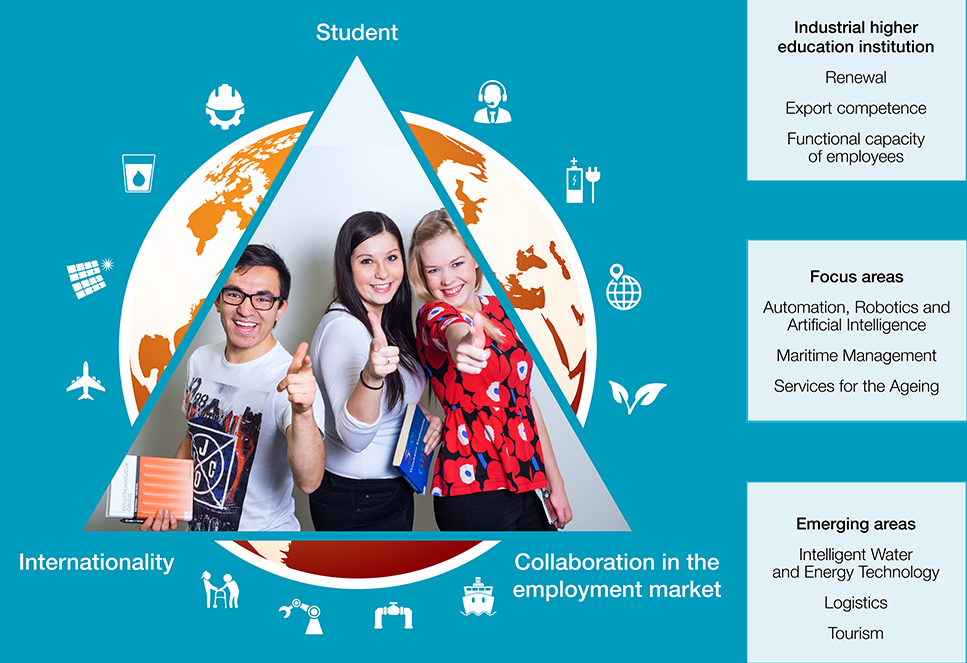 Student
Internationality
Collaboration in the
employment market
Industrial higher
education institution
Renewal
Export competence
Functional capacity
of employees
Focus areas
Automation, Robotics and
Artificial Intelligence
Maritime Management
Services for the Ageing
Emerging areas
Intelligent Water
and Energy Technology
Logistics
Tourism